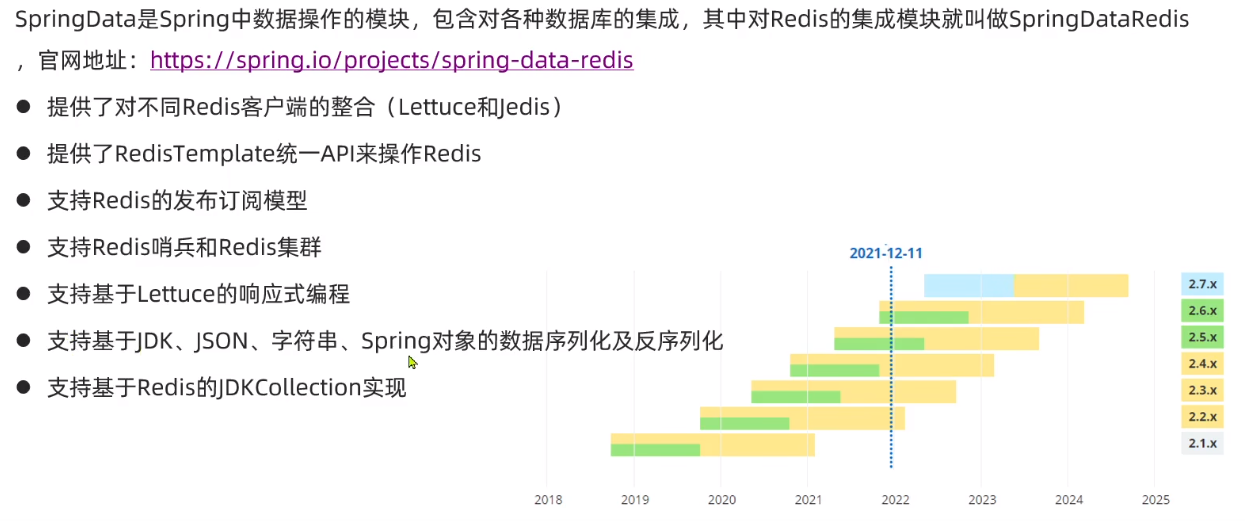 SpringData是Spring中数据操作的模块，包含对各种数据库的集成，其中对Redis的集成模块就叫做SpringDataRedis
，官网地址：https://spring.io/projects/spring-data-redis
● 提供了对不同Redis客户端的整合（Lettuce和Jedis）
● 提供了RedisTemplate统一API来操作Redis
● 支持Redis的发布订阅模型
● 支持Redis哨兵和Redis集群
● 支持基于Lettuce的响应式编程
● 支持基于JDK、JSON、字符串、Spring对象的数据序列化及反序列化
● 支持基于Redis的JDKCollection实现
2021-12-11
2.7.x
2.6.x
2.5.x
2.4.x
2.3.x
2.2.x
2.1.x
2018 2019 2020 2021 2022 2023 2024 2025